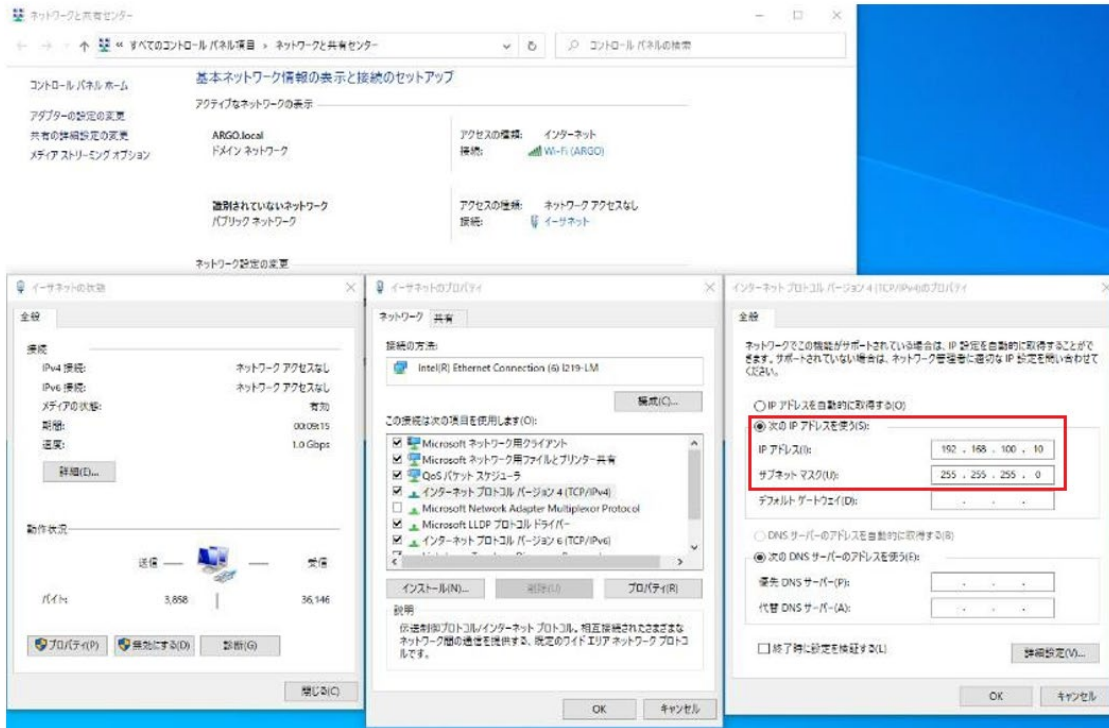 ネットワークと共有センター
すべてのコントロール パネル項目 › ネットワークと共有センター
コントロール パネルの検索
コントロール パネル ホーム
アダプターの設定の変更
共有の詳細設定の変更
メディア ストリーミング オプション
基本ネットワーク情報の表示と接続のセットアップ
アクティブなネットワークの表示
ARGO.local
ドメイン ネットワーク
アクセスの種類: インターネット
接続: Wi-Fi (ARGO)
識別されていないネットワーク
パブリック ネットワーク
アクセスの種類: ネットワーク アクセスなし
接続: イーサネット
ネットワーク設定の変更
イーサネットの状態
全般
接続
IPv4 接続: ネットワーク アクセスなし
IPv6 接続: ネットワーク アクセスなし
メディアの状態: 有効
期間: 00:09:15
速度: 1.0 Gbps
詳細(E)...
動作状況
送信 — — 受信
バイト: 3,858 | 36,146
プロパティ(P) 無効にする(D) 診断(G)
閉じる(C)
イーサネットのプロパティ
ネットワーク 共有
接続の方法:
Intel(R) Ethernet Connection (6) I219-LM
構成(C)...
この接続は次の項目を使用します(O):
Microsoft ネットワーク用クライアント
Microsoft ネットワーク用ファイルとプリンター共有
QoS パケット スケジューラ
インターネット プロトコル バージョン 4 (TCP/IPv4)
Microsoft Network Adapter Multiplexor Protocol
Microsoft LLDP プロトコル ドライバー
インターネット プロトコル バージョン 6 (TCP/IPv6)
インストール(N)... 削除(U) プロパティ(R)
説明
伝送制御プロトコル/インターネット プロトコル。相互接続されたさまざまな
ネットワーク間の通信を提供する、既定のワイド エリア ネットワーク プロトコ
ルです。
OK キャンセル
インターネット プロトコル バージョン 4 (TCP/IPv4)のプロパティ
全般
ネットワークでこの機能がサポートされている場合は、IP 設定を自動的に取得することがで
きます。サポートされていない場合は、ネットワーク管理者に適切な IP 設定を問い合わせて
ください。
IP アドレスを自動的に取得する(O)
次の IP アドレスを使う(S):
IP アドレス(I): 192 . 168 . 100 . 10
サブネット マスク(U): 255 . 255 . 255 . 0
デフォルト ゲートウェイ(D): . . .
DNS サーバーのアドレスを自動的に取得する(B)
次の DNS サーバーのアドレスを使う(E):
優先 DNS サーバー(P): . . .
代替 DNS サーバー(A): . . .
終了時に設定を検証する(L)
詳細設定(V)...
OK キャンセル